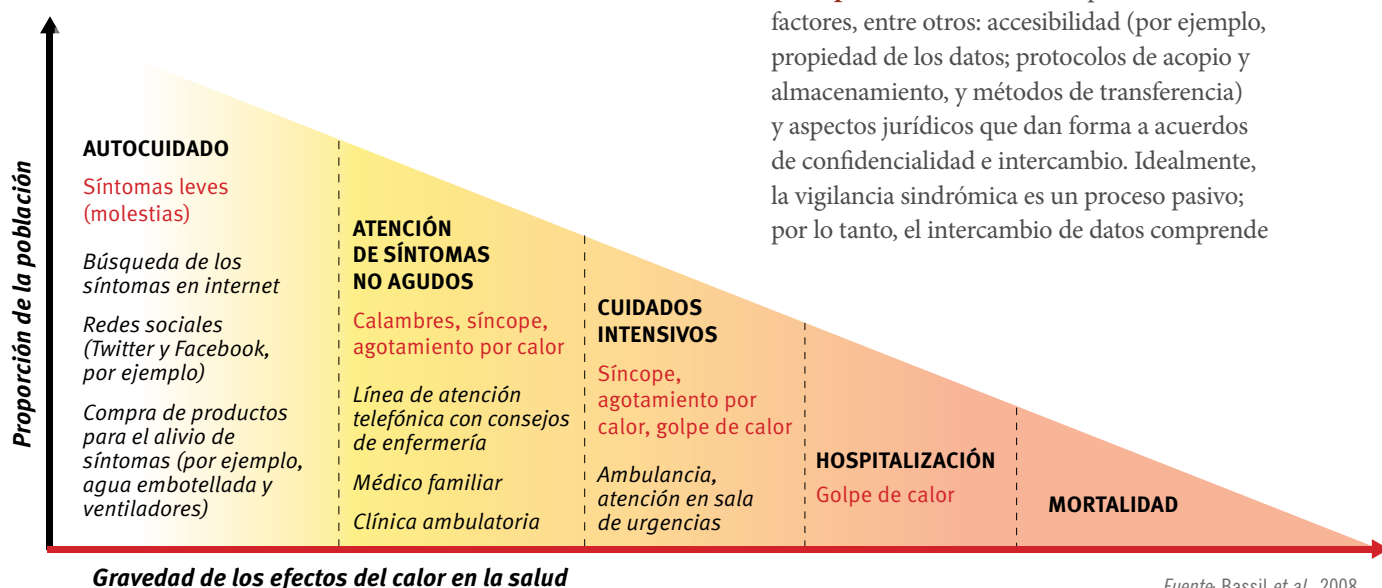 factores, entre otros: accesibilidad (por ejemplo,
propiedad de los datos; protocolos de acopio y
almacenamiento, y métodos de transferencia)
y aspectos jurídicos que dan forma a acuerdos
de confidencialidad e intercambio. Idealmente,
la vigilancia sindrómica es un proceso pasivo;
por lo tanto, el intercambio de datos comprende
Proporción de la población
AUTOCUIDADO
Síntomas leves
(molestias)
Búsqueda de los
síntomas en internet
Redes sociales
(Twitter y Facebook,
por ejemplo)
Compra de productos
para el alivio de
síntomas (por ejemplo,
agua embotellada y
ventiladores)
ATENCIÓN
DE SÍNTOMAS
NO AGUDOS
Calambres, síncope,
agotamiento por calor
Línea de atención
telefónica con consejos
de enfermería
Médico familiar
Clínica ambulatoria
CUIDADOS
INTENSIVOS
Síncope,
agotamiento por
calor, golpe de calor
Ambulancia,
atención en sala
de urgencias
HOSPITALIZACIÓN
Golpe de calor
MORTALIDAD
Gravedad de los efectos del calor en la salud
Fuente: Bassil et al., 2008